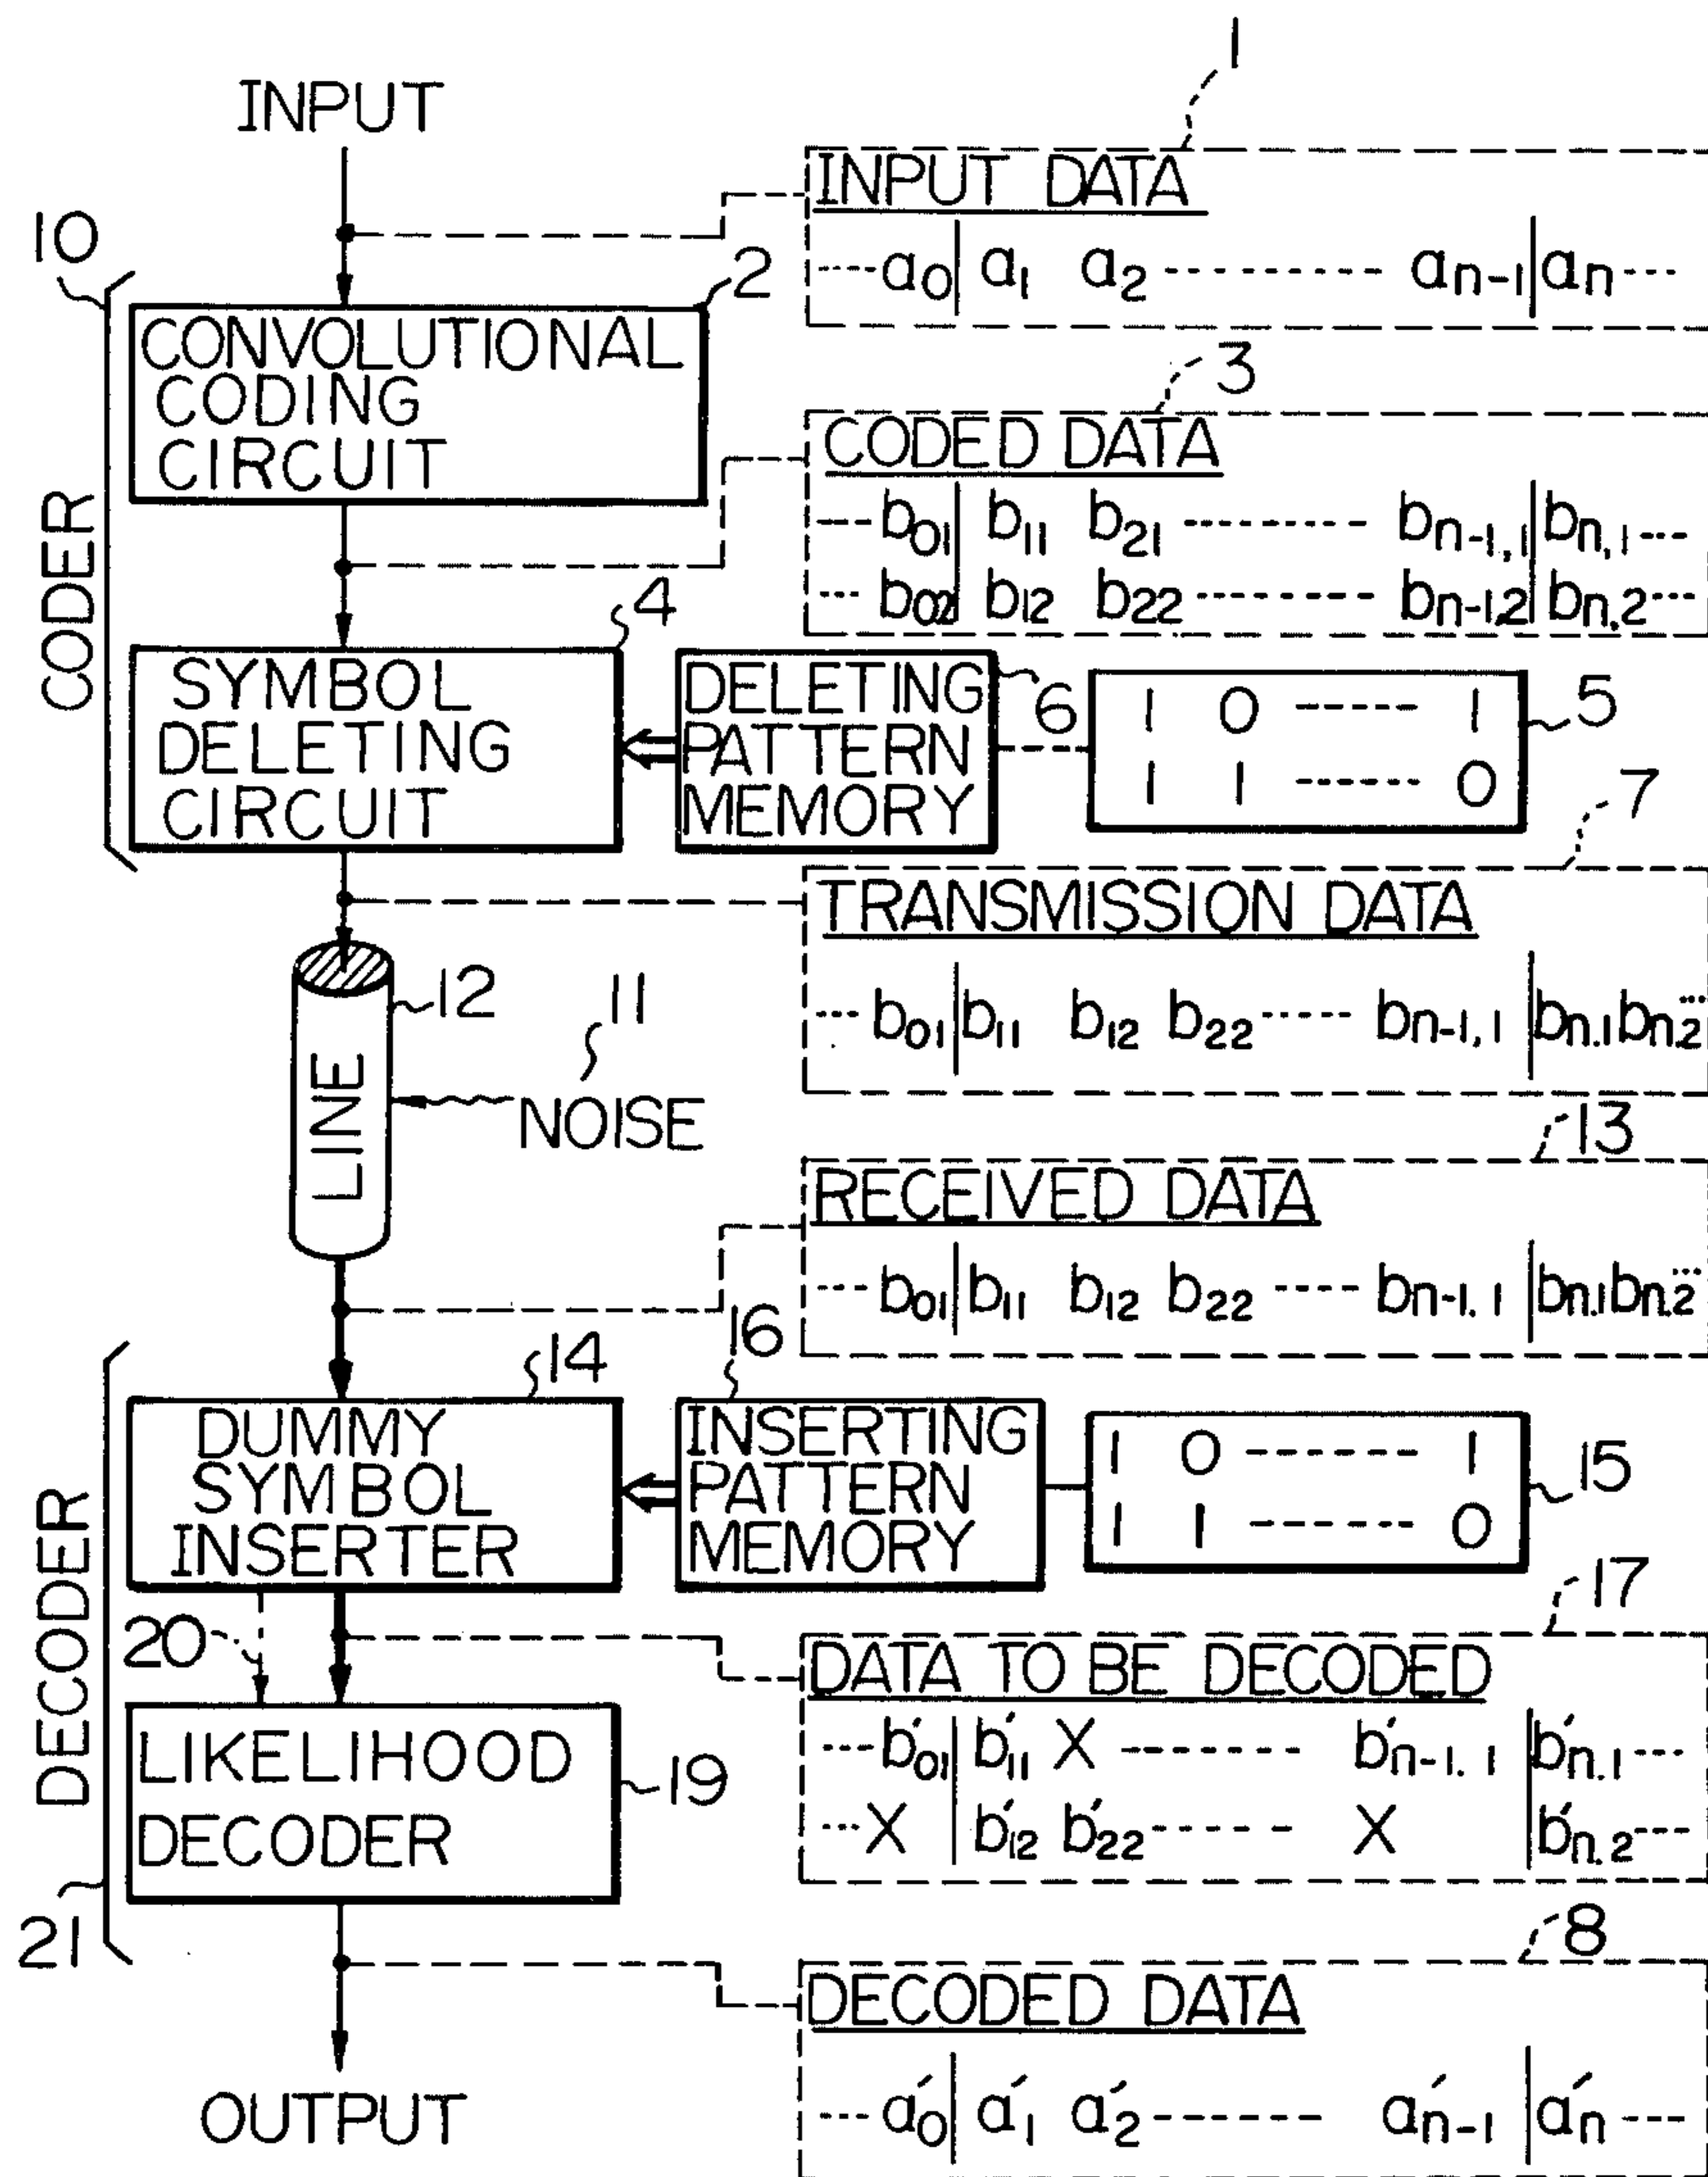 1
INPUT
INPUT DATA
---- a0 | a1 a2 ---------- an-1 | an ---
10
2
CONVOLUTIONAL
CODING
CIRCUIT
3
CODED DATA
--- b01 | b11 b21 --------- bn-1,1 | bn,1 ---
--- b02 | b12 b22 --------- bn-1,2 | bn,2 ---
CODER
4
SYMBOL
DELETING
CIRCUIT
DELETING
PATTERN
MEMORY
6
1 0 ----- 1
1 1 ----- 0
5
7
TRANSMISSION DATA
--- b01 | b11 b12 b22 ----- bn-1,1 | bn.1 bn.2 ---
12
LINE
11
NOISE
13
RECEIVED DATA
--- b01 | b11 b12 b22 ---- bn-1.1 | bn.1 bn.2 ---
14
DUMMY
SYMBOL
INSERTER
16
INSERTING
PATTERN
MEMORY
1 0 ------- 1
1 1 ------- 0
15
DECODER
17
20
DATA TO BE DECODED
--- b'01 | b'11 X -------- b'n-1.1 | b'n.1 ---
--- X | b'12 b'22 ----- X | b'n.2 ---
LIKELIHOOD
DECODER
19
21
8
DECODED DATA
--- a'0 | a'1 a'2 ------- a'n-1 | a'n ---
OUTPUT